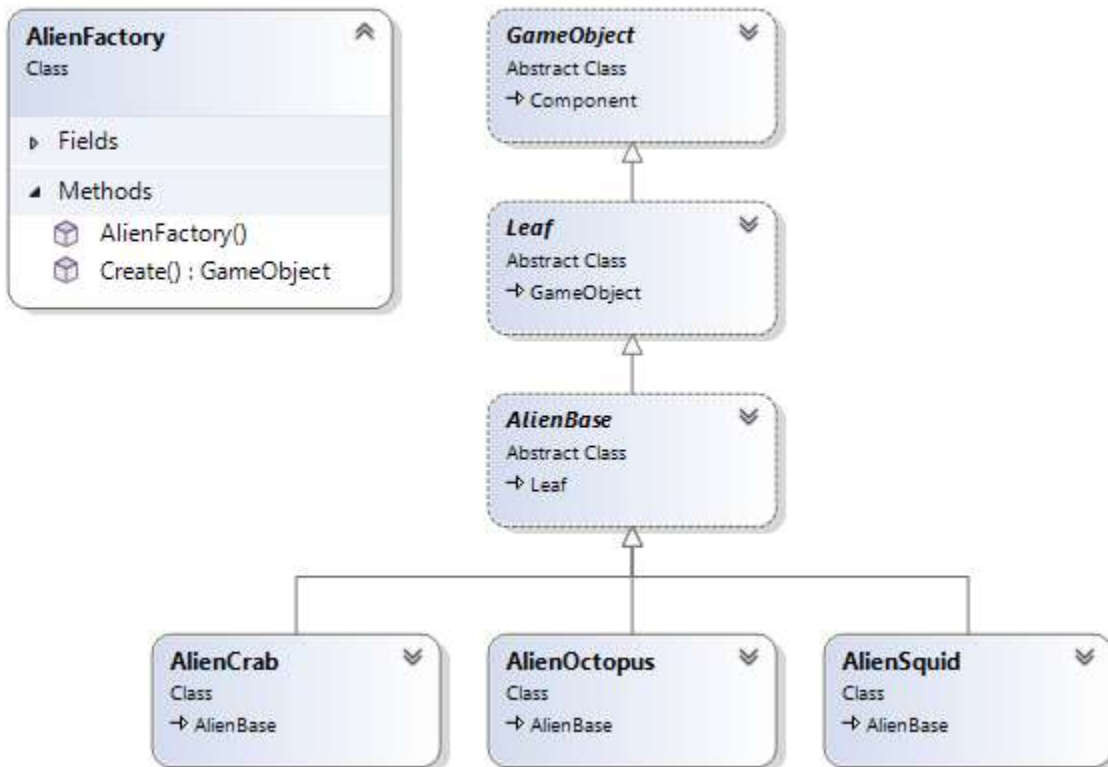 AlienFactory
Class
Fields
Methods
AlienFactory()
Create() : GameObject
GameObject
Abstract Class
Component
Leaf
Abstract Class
GameObject
AlienBase
Abstract Class
Leaf
AlienCrab
Class
AlienBase
AlienOctopus
Class
AlienBase
AlienSquid
Class
AlienBase